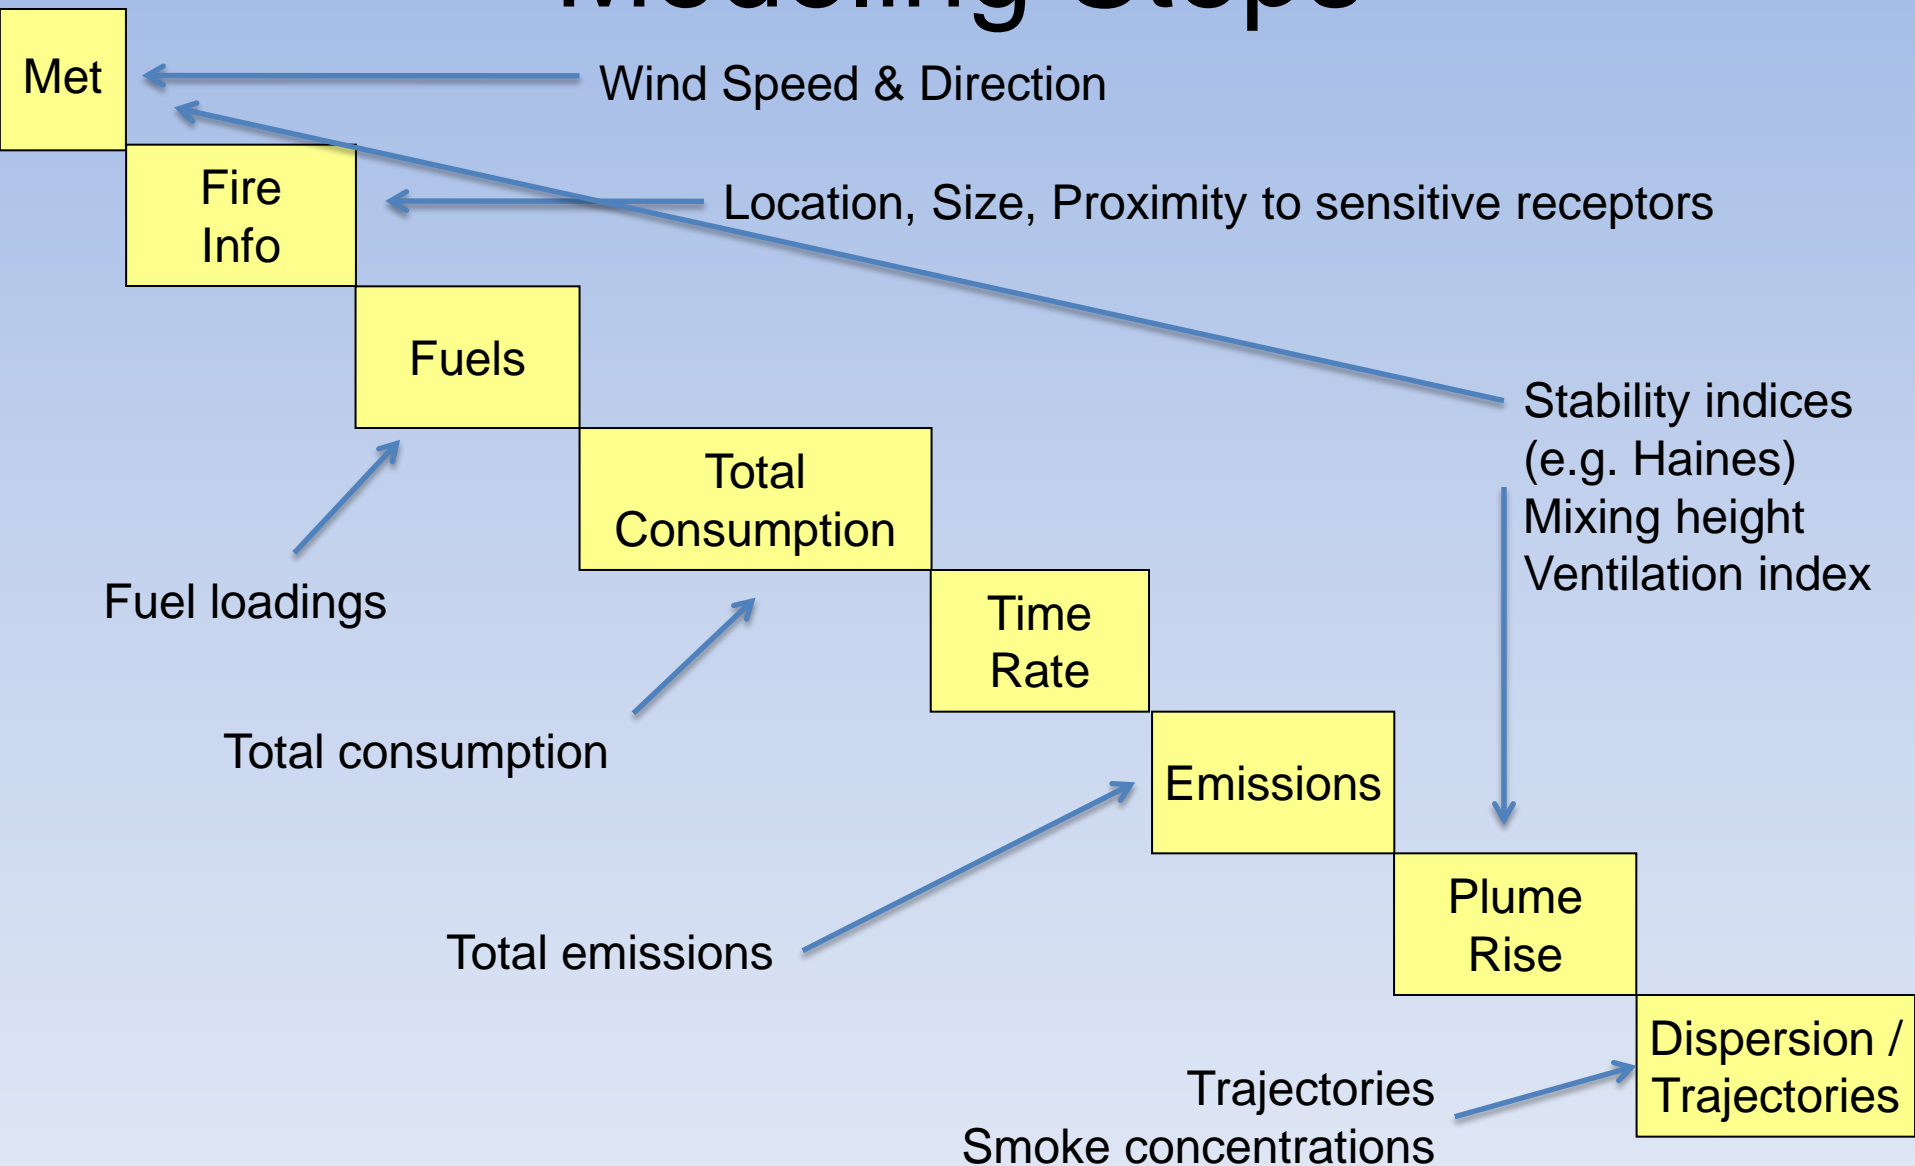 Modeling Steps
Met
Wind Speed & Direction
Fire
Info
Location, Size, Proximity to sensitive receptors
Fuels
Stability indices
(e.g. Haines)
Mixing height
Ventilation index
Total
Consumption
Fuel loadings
Time
Rate
Total consumption
Emissions
Plume
Rise
Total emissions
Dispersion /
Trajectories
Trajectories
Smoke concentrations